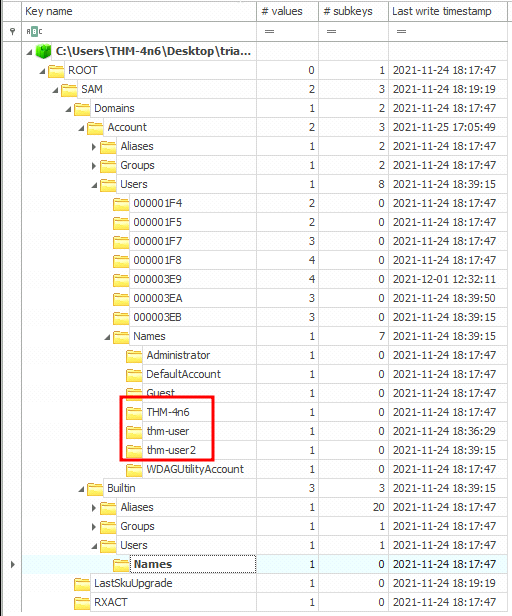 Key name # values # subkeys Last write timestamp
RBC = = =
C:\Users\THM-4n6\Desktop\tria...
ROOT 0 1 2021-11-24 18:17:47
SAM 2 3 2021-11-24 18:19:19
Domains 1 2 2021-11-24 18:17:47
Account 2 3 2021-11-25 17:05:49
Aliases 1 2 2021-11-24 18:17:47
Groups 1 2 2021-11-24 18:17:47
Users 1 8 2021-11-24 18:39:15
000001F4 2 0 2021-11-24 18:17:47
000001F5 2 0 2021-11-24 18:17:47
000001F7 3 0 2021-11-24 18:17:47
000001F8 4 0 2021-11-24 18:17:47
000003E9 4 0 2021-12-01 12:32:11
000003EA 3 0 2021-11-24 18:39:50
000003EB 3 0 2021-11-24 18:39:15
Names 1 7 2021-11-24 18:39:15
Administrator 1 0 2021-11-24 18:17:47
DefaultAccount 1 0 2021-11-24 18:17:47
Guest 1 0 2021-11-24 18:17:47
THM-4n6 1 0 2021-11-24 18:17:47
thm-user 1 0 2021-11-24 18:36:29
thm-user2 1 0 2021-11-24 18:39:15
WDAGUtilityAccount 1 0 2021-11-24 18:17:47
Builtin 3 3 2021-11-24 18:39:15
Aliases 1 20 2021-11-24 18:17:47
Groups 1 1 2021-11-24 18:17:47
Users 1 1 2021-11-24 18:17:47
Names 1 0 2021-11-24 18:17:47
LastSkuUpgrade 1 0 2021-11-24 18:19:19
RXACT 1 0 2021-11-24 18:17:47